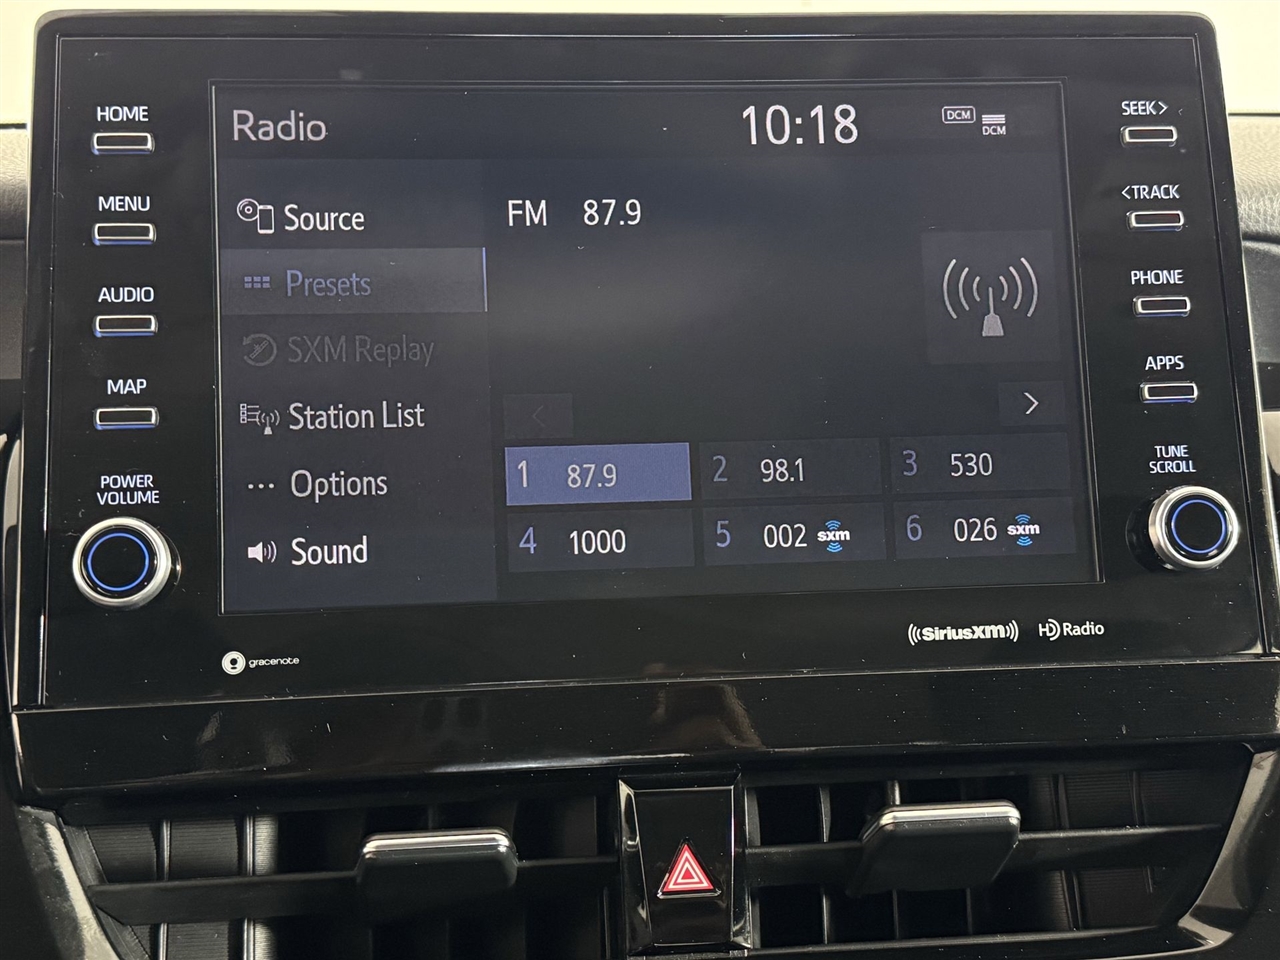 HOME
MENU
AUDIO
MAP
POWER
VOLUME
Radio
10:18
DCM
DCM
Source
Presets
SXM Replay
Station List
... Options
Sound
FM 87.9
<
>
1 87.9
2 98.1
3 530
4 1000
5 002 sxm
6 026 sxm
SEEK>
<TRACK
PHONE
APPS
TUNE
SCROLL
gracenote
((SiriusXM))
HD Radio